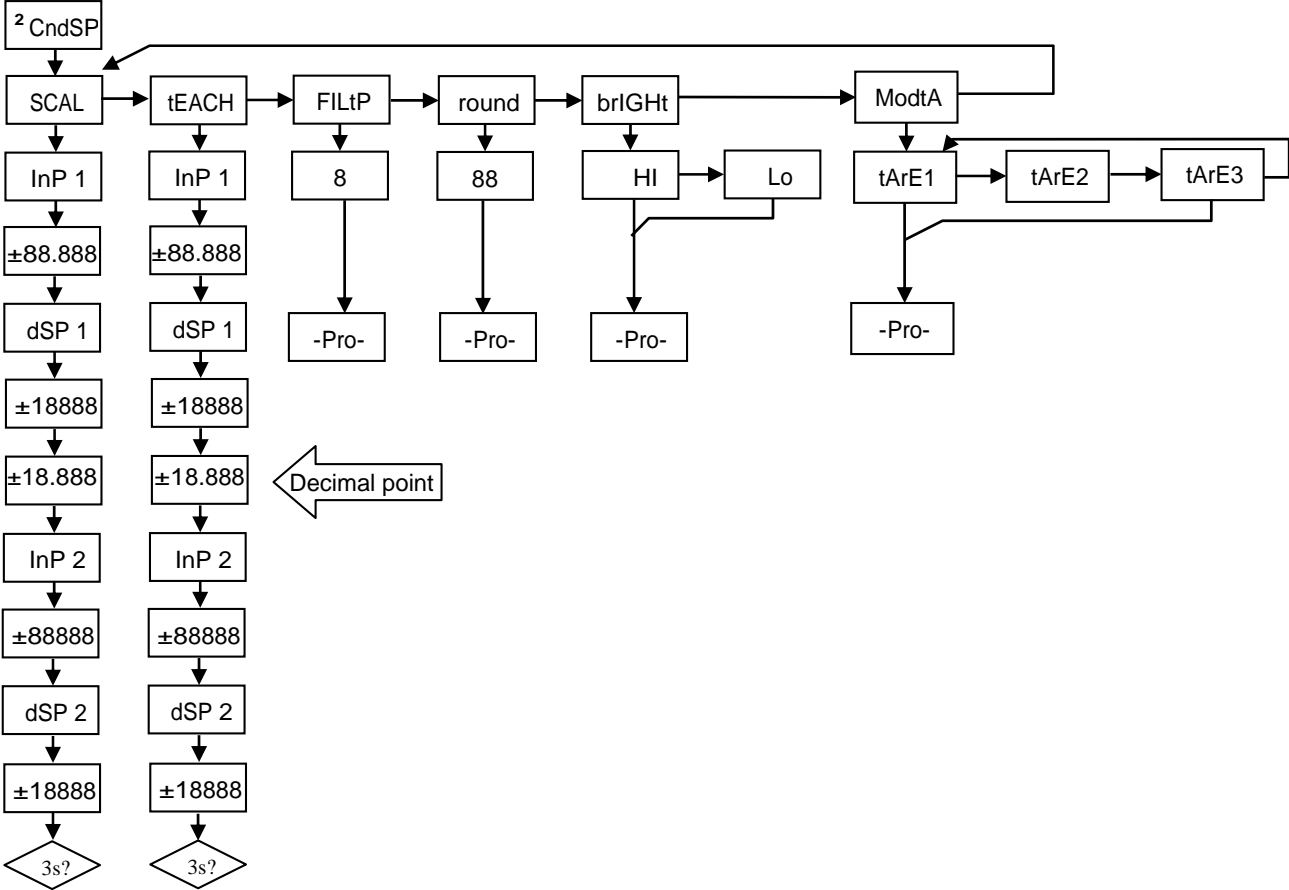 ² CndSP
SCAL tEACH FILtP round brIGHt ModtA
InP 1 InP 1 8 88 HI Lo tArE1 tArE2 tArE3
±88.888 ±88.888
dSP 1 dSP 1 -Pro- -Pro- -Pro- -Pro-
±18888 ±18888
±18.888 ±18.888 Decimal point
InP 2 InP 2
±88888 ±88888
dSP 2 dSP 2
±18888 ±18888
3s? 3s?